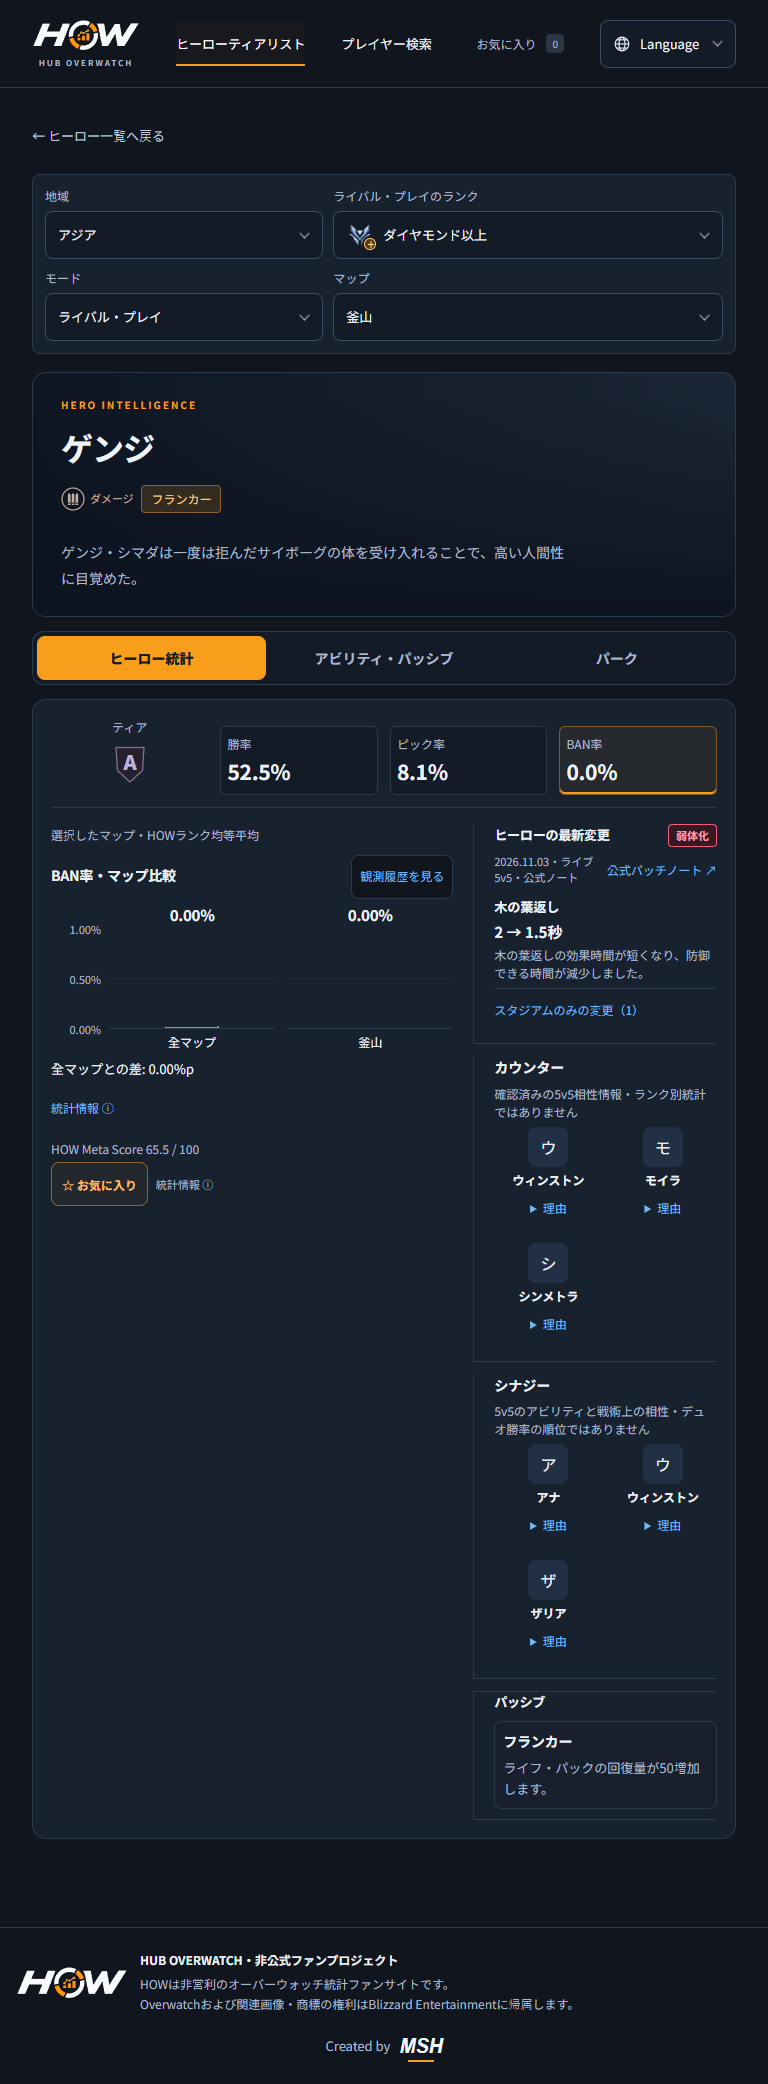 HOW
HUB OVERWATCH
ヒーローティアリスト
プレイヤー検索
お気に入り 0
Language
← ヒーロー一覧へ戻る
地域
アジア
ライバル・プレイのランク
ダイヤモンド以上
モード
ライバル・プレイ
マップ
釜山
HERO INTELLIGENCE
ゲンジ
ダメージ
フランカー
ゲンジ・シマダは一度は拒んだサイボーグの体を受け入れることで、高い人間性
に目覚めた。
ヒーロー統計
アビリティ・パッシブ
パーク
ティア
A
勝率
52.5%
ピック率
8.1%
BAN率
0.0%
選択したマップ・HOWランク均等平均
BAN率・マップ比較
観測履歴を見る
0.00%
0.00%
1.00%
0.50%
0.00%
全マップ
釜山
全マップとの差: 0.00%p
統計情報 ⓘ
HOW Meta Score 65.5 / 100
☆ お気に入り
統計情報 ⓘ
ヒーローの最新変更
弱体化
2026.11.03・ライブ
5v5・公式ノート
公式パッチノート ↗
木の葉返し
2 → 1.5秒
木の葉返しの効果時間が短くなり、防御
できる時間が減少しました。
スタジアムのみの変更（1）
カウンター
確認済みの5v5相性情報・ランク別統計
ではありません
ウ
ウィンストン
▶ 理由
モ
モイラ
▶ 理由
シ
シンメトラ
▶ 理由
シナジー
5v5のアビリティと戦術上の相性・デュ
オ勝率の順位ではありません
ア
アナ
▶ 理由
ウ
ウィンストン
▶ 理由
ザ
ザリア
▶ 理由
パッシブ
フランカー
ライフ・パックの回復量が50増加
します。
HOW
HUB OVERWATCH・非公式ファンプロジェクト
HOWは非営利のオーバーウォッチ統計ファンサイトです。
Overwatchおよび関連画像・商標の権利はBlizzard Entertainmentに帰属します。
Created by MSH